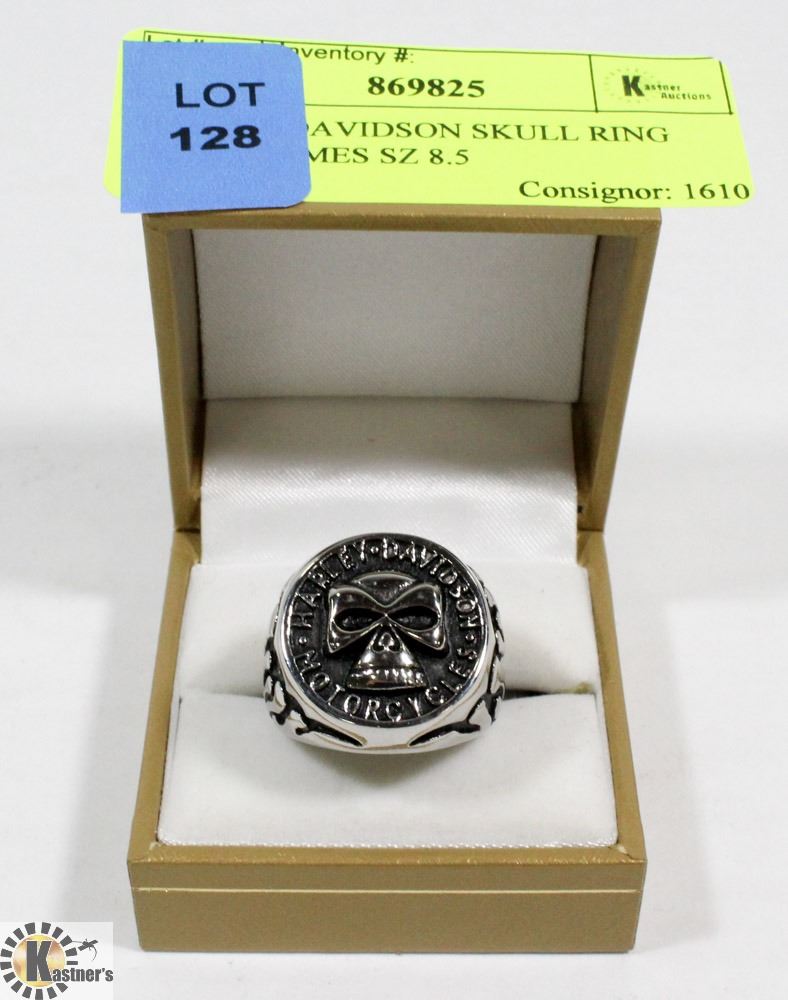 Inventory #:
869825
Kastner
Auctions
LOT
128
DAVIDSON SKULL RING
MES SZ 8.5
Consignor: 1610
HARLEY·DAVIDSON
·MOTORCYCLES·
Kastner's